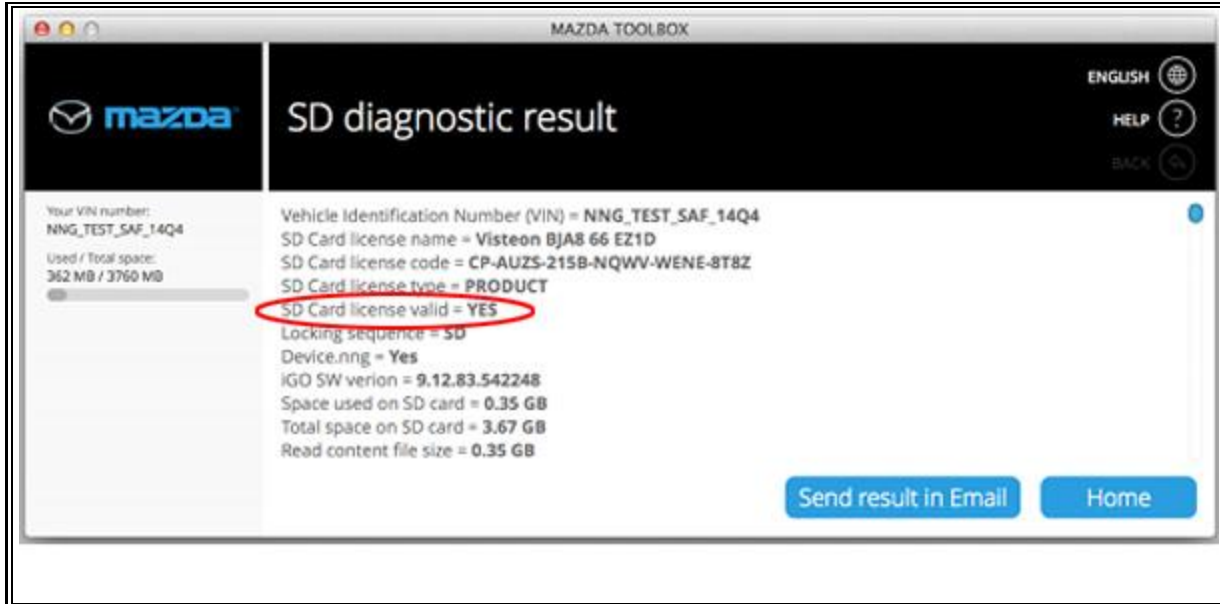 MAZDA TOOLBOX
mazda
SD diagnostic result
ENGLISH
HELP
?
BACK
Your VIN number:
NNG_TEST_SAF_14Q4
Used / Total space:
362 MB / 3760 MB
Vehicle Identification Number (VIN) = NNG_TEST_SAF_14Q4
SD Card license name = Visteon BJA8 66 EZ1D
SD Card license code = CP-AUZS-215B-NQWV-WENE-8T8Z
SD Card license type = PRODUCT
SD Card license valid = YES
Locking sequence = SD
Device.nng = Yes
iGO SW verion = 9.12.83.542248
Space used on SD card = 0.35 GB
Total space on SD card = 3.67 GB
Read content file size = 0.35 GB
Send result in Email
Home